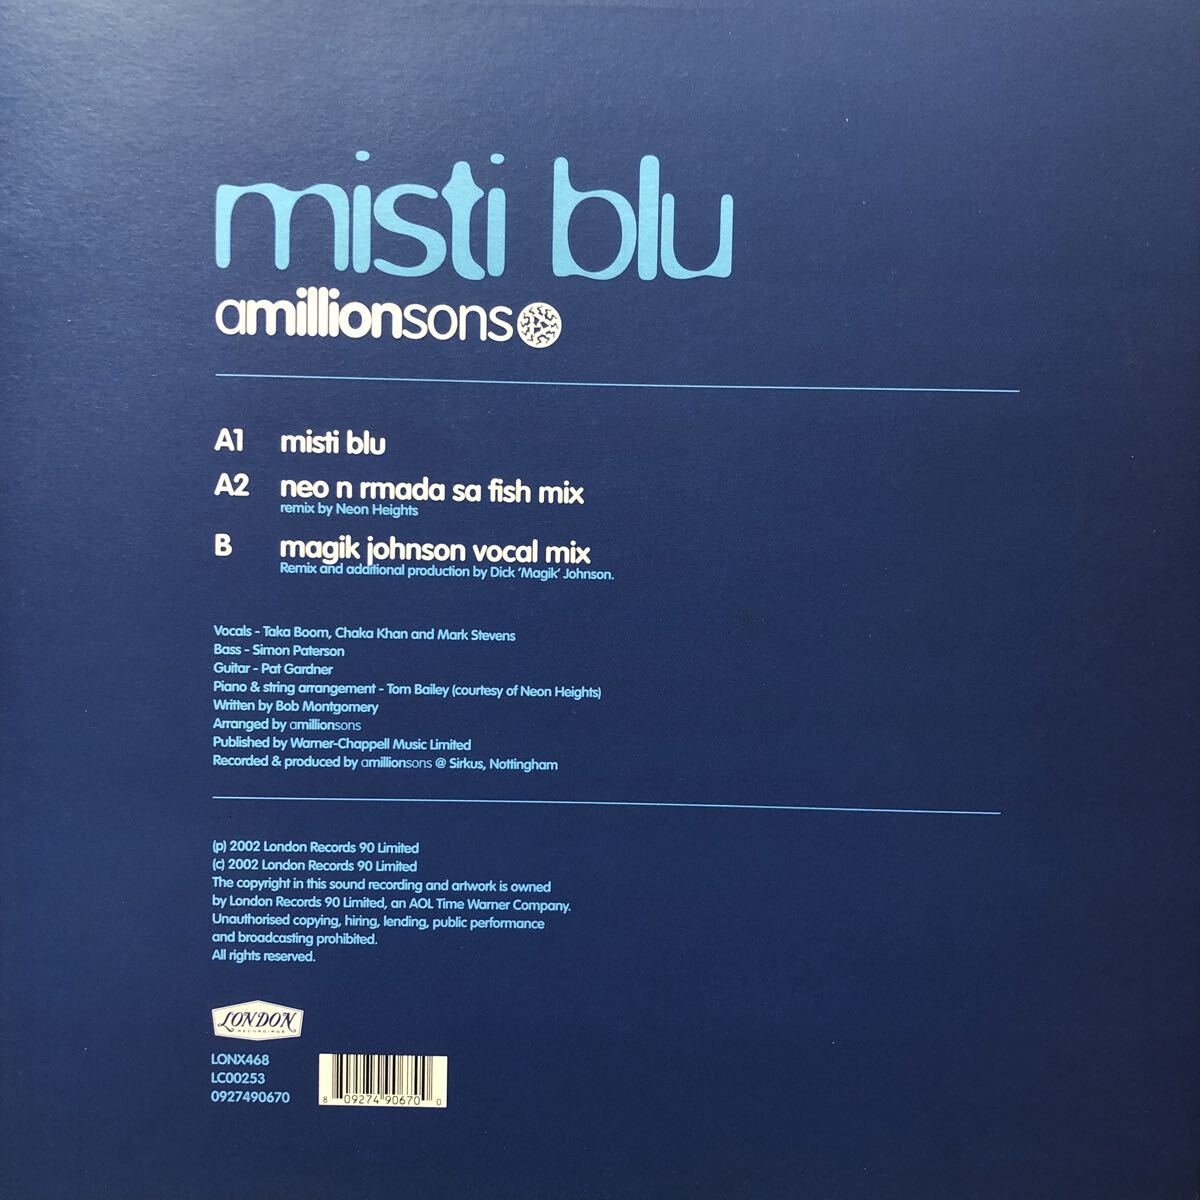 misti blu
amillionsons
A1 misti blu
A2 neo n rmada sa fish mix
remix by Neon Heights
B magik johnson vocal mix
Remix and additional production by Dick 'Magik' Johnson.
Vocals - Taka Boom, Chaka Khan and Mark Stevens
Bass - Simon Paterson
Guitar - Pat Gardner
Piano & string arrangement - Tom Bailey (courtesy of Neon Heights)
Written by Bob Montgomery
Arranged by amillionsons
Published by Warner-Chappell Music Limited
Recorded & produced by amillionsons @ Sirkus, Nottingham
(p) 2002 London Records 90 Limited
(c) 2002 London Records 90 Limited
The copyright in this sound recording and artwork is owned
by London Records 90 Limited, an AOL Time Warner Company.
Unauthorised copying, hiring, lending, public performance
and broadcasting prohibited.
All rights reserved.
LONDON
RECORDINGS
LONX468
LC00253
0927490670
8 09274 90670 0